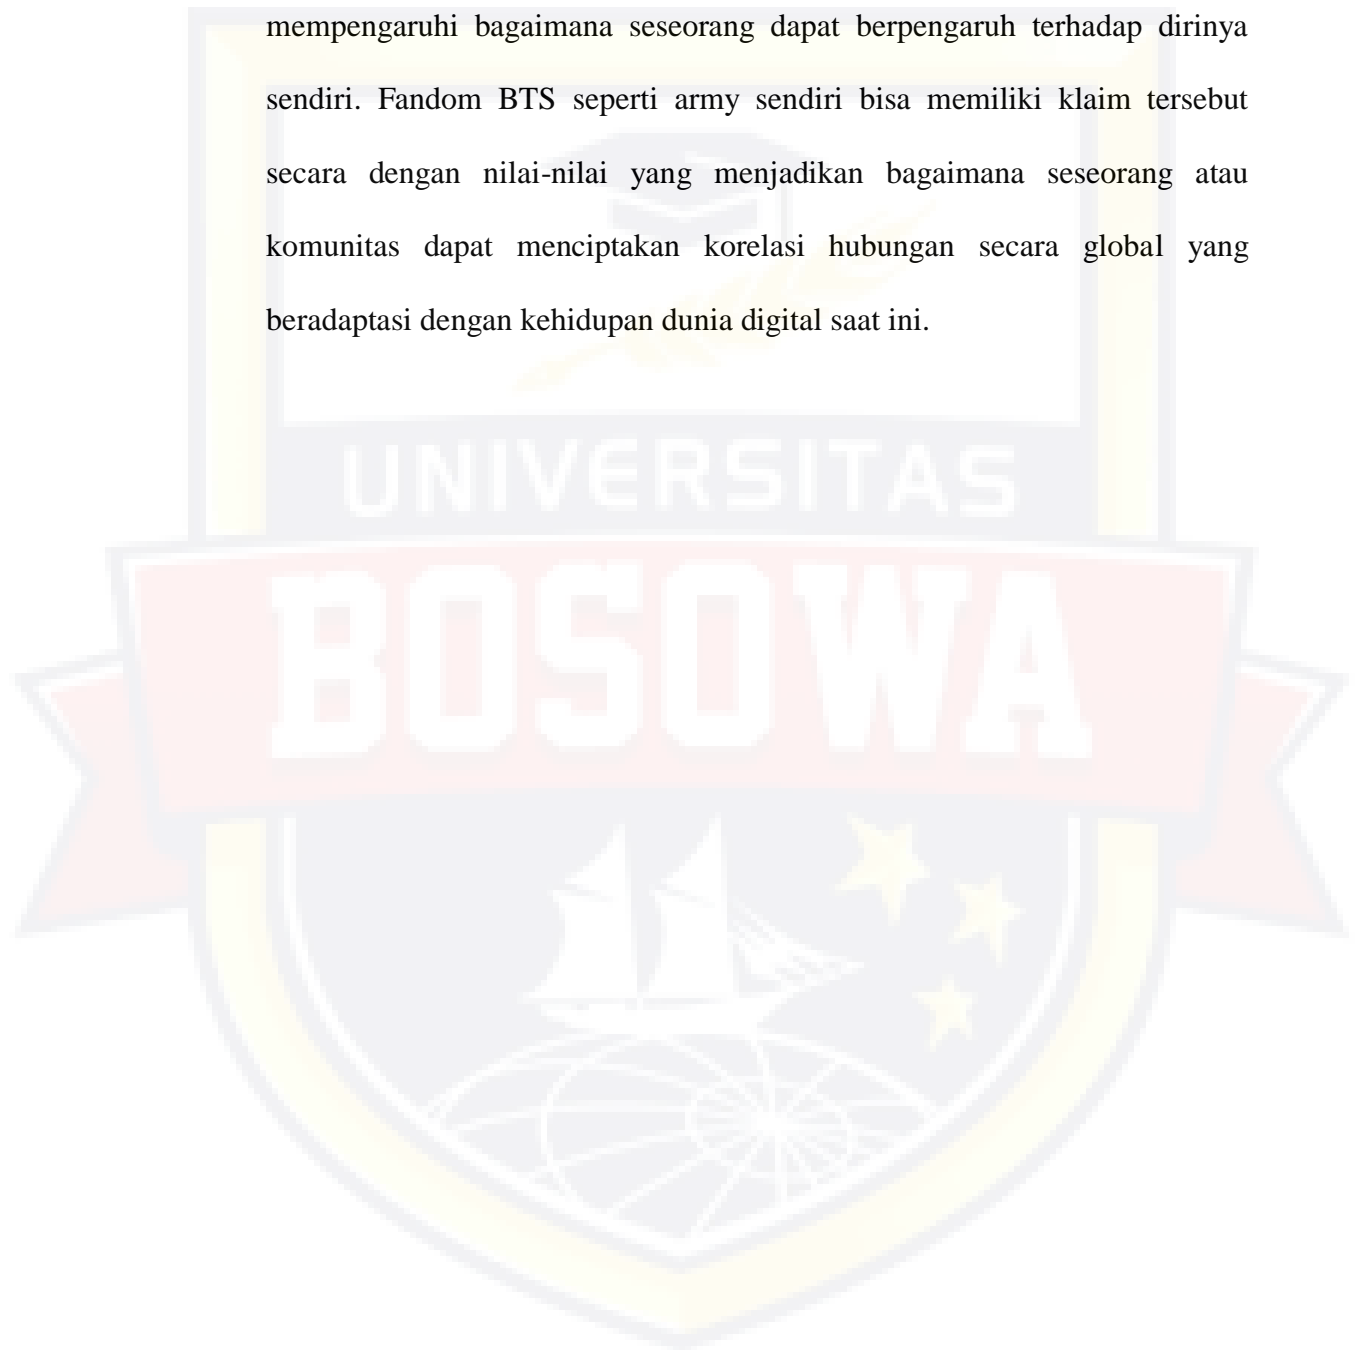 mempengaruhi bagaimana seseorang dapat berpengaruh terhadap dirinya
sendiri. Fandom BTS seperti army sendiri bisa memiliki klaim tersebut
secara dengan nilai-nilai yang menjadikan bagaimana seseorang atau
komunitas dapat menciptakan korelasi hubungan secara global yang
beradaptasi dengan kehidupan dunia digital saat ini.
UNIVERSITAS
BOSOWA